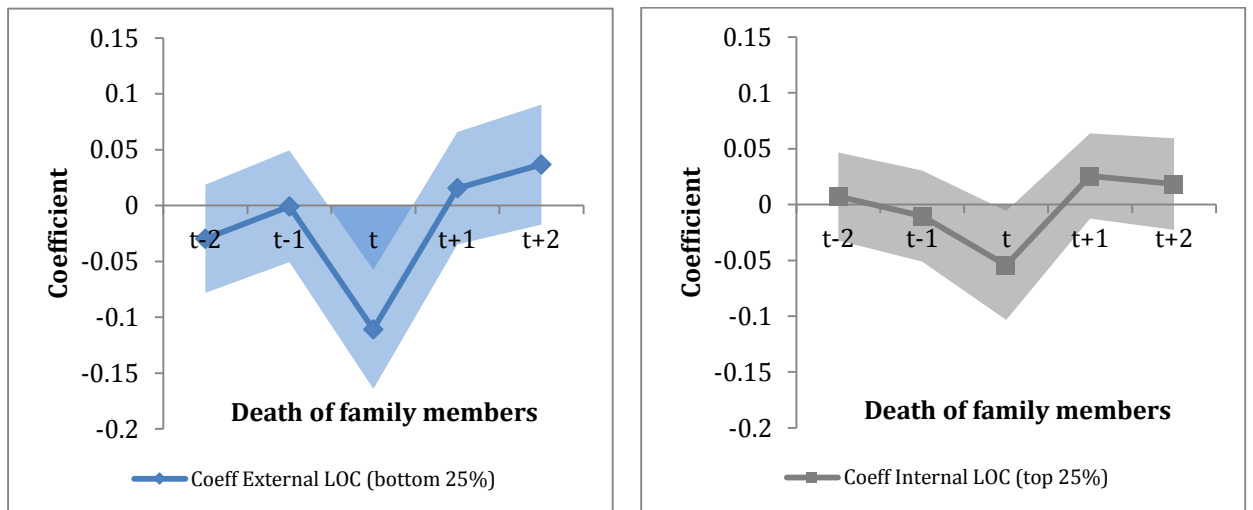 0.15
0.1
0.05
0
-0.05
-0.1
-0.15
-0.2
Coefficient
t-2 t-1 t t+1 t+2
Death of family members
Coeff External LOC (bottom 25%)
0.15
0.1
0.05
0
-0.05
-0.1
-0.15
-0.2
Coefficient
t-2 t-1 t t+1 t+2
Death of family members
Coeff Internal LOC (top 25%)